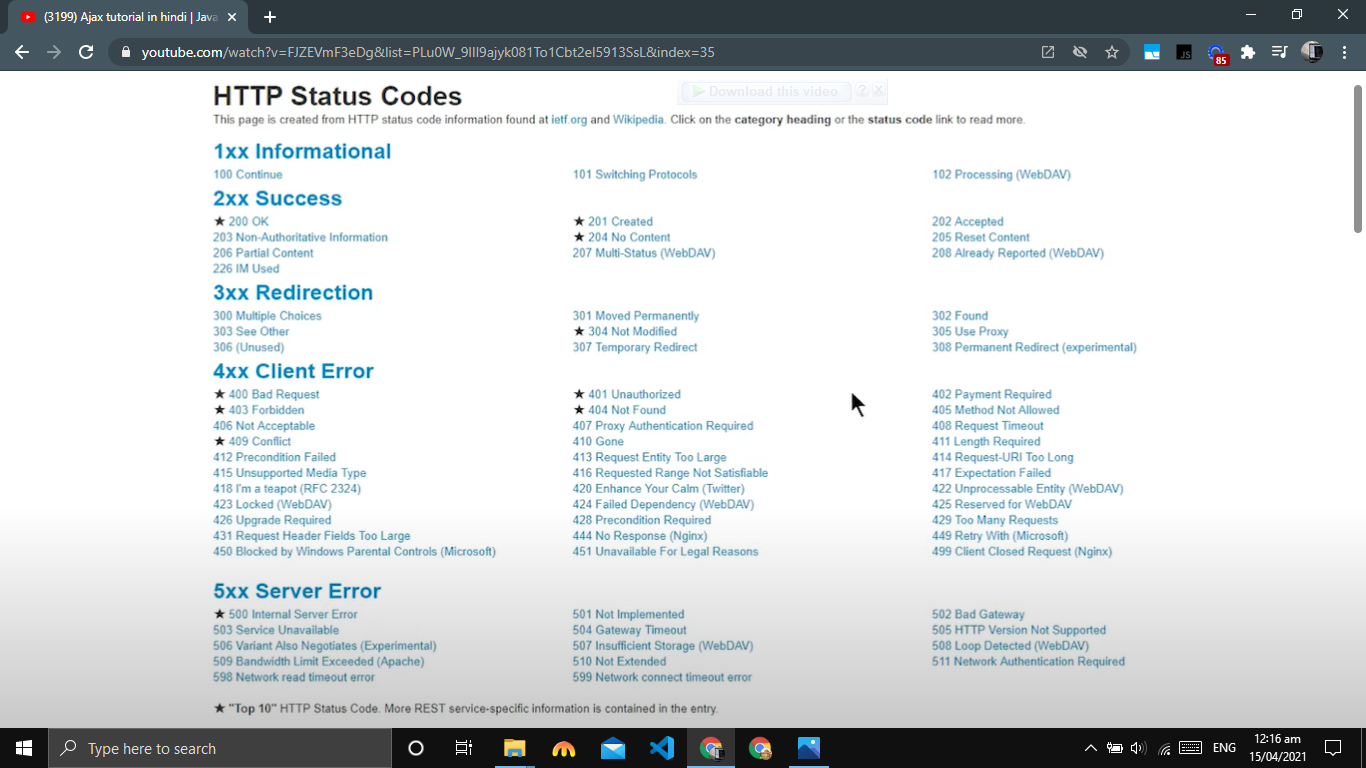 (3199) Ajax tutorial in hindi | Java
youtube.com/watch?v=FJZEVmF3eDg&list=PLu0W_9lII9ajyk081To1Cbt2eI5913SsL&index=35
JS
85
HTTP Status Codes
Download this video ? X
This page is created from HTTP status code information found at ietf.org and Wikipedia. Click on the category heading or the status code link to read more.
1xx Informational
100 Continue 101 Switching Protocols 102 Processing (WebDAV)
2xx Success
★ 200 OK ★ 201 Created 202 Accepted
203 Non-Authoritative Information ★ 204 No Content 205 Reset Content
206 Partial Content 207 Multi-Status (WebDAV) 208 Already Reported (WebDAV)
226 IM Used
3xx Redirection
300 Multiple Choices 301 Moved Permanently 302 Found
303 See Other ★ 304 Not Modified 305 Use Proxy
306 (Unused) 307 Temporary Redirect 308 Permanent Redirect (experimental)
4xx Client Error
★ 400 Bad Request ★ 401 Unauthorized 402 Payment Required
★ 403 Forbidden ★ 404 Not Found 405 Method Not Allowed
406 Not Acceptable 407 Proxy Authentication Required 408 Request Timeout
★ 409 Conflict 410 Gone 411 Length Required
412 Precondition Failed 413 Request Entity Too Large 414 Request-URI Too Long
415 Unsupported Media Type 416 Requested Range Not Satisfiable 417 Expectation Failed
418 I'm a teapot (RFC 2324) 420 Enhance Your Calm (Twitter) 422 Unprocessable Entity (WebDAV)
423 Locked (WebDAV) 424 Failed Dependency (WebDAV) 425 Reserved for WebDAV
426 Upgrade Required 428 Precondition Required 429 Too Many Requests
431 Request Header Fields Too Large 444 No Response (Nginx) 449 Retry With (Microsoft)
450 Blocked by Windows Parental Controls (Microsoft) 451 Unavailable For Legal Reasons 499 Client Closed Request (Nginx)
5xx Server Error
★ 500 Internal Server Error 501 Not Implemented 502 Bad Gateway
503 Service Unavailable 504 Gateway Timeout 505 HTTP Version Not Supported
506 Variant Also Negotiates (Experimental) 507 Insufficient Storage (WebDAV) 508 Loop Detected (WebDAV)
509 Bandwidth Limit Exceeded (Apache) 510 Not Extended 511 Network Authentication Required
598 Network read timeout error 599 Network connect timeout error
★ "Top 10" HTTP Status Code. More REST service-specific information is contained in the entry.
Type here to search
ENG
12:16 am
15/04/2021